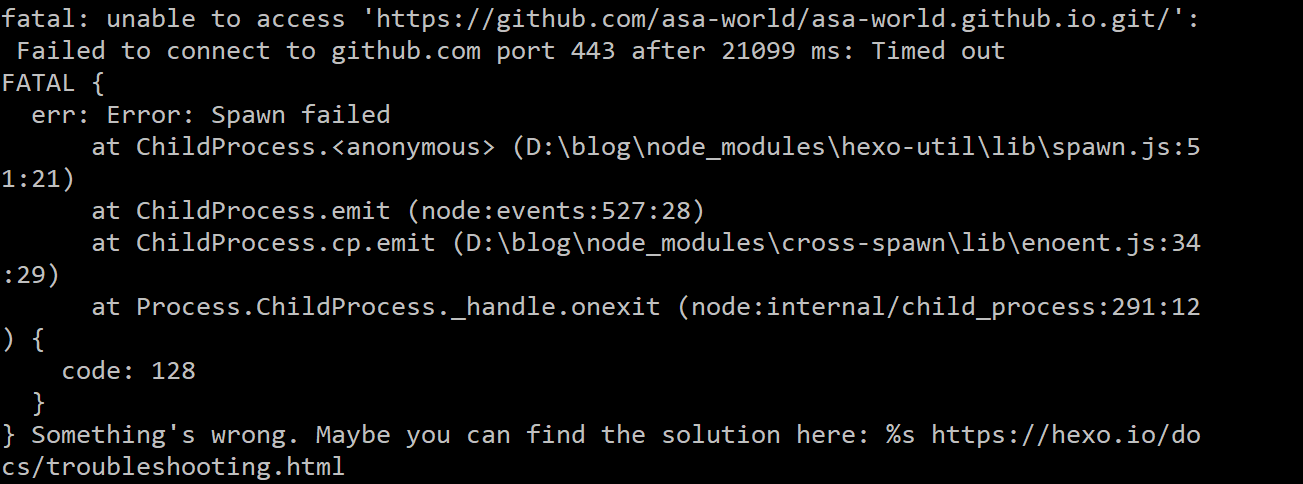 fatal: unable to access 'https://github.com/asa-world/asa-world.github.io.git/':
 Failed to connect to github.com port 443 after 21099 ms: Timed out
FATAL {
  err: Error: Spawn failed
      at ChildProcess.<anonymous> (D:\blog\node_modules\hexo-util\lib\spawn.js:5
1:21)
      at ChildProcess.emit (node:events:527:28)
      at ChildProcess.cp.emit (D:\blog\node_modules\cross-spawn\lib\enoent.js:34
:29)
      at Process.ChildProcess._handle.onexit (node:internal/child_process:291:12
) {
    code: 128
  }
} Something's wrong. Maybe you can find the solution here: %s https://hexo.io/do
cs/troubleshooting.html